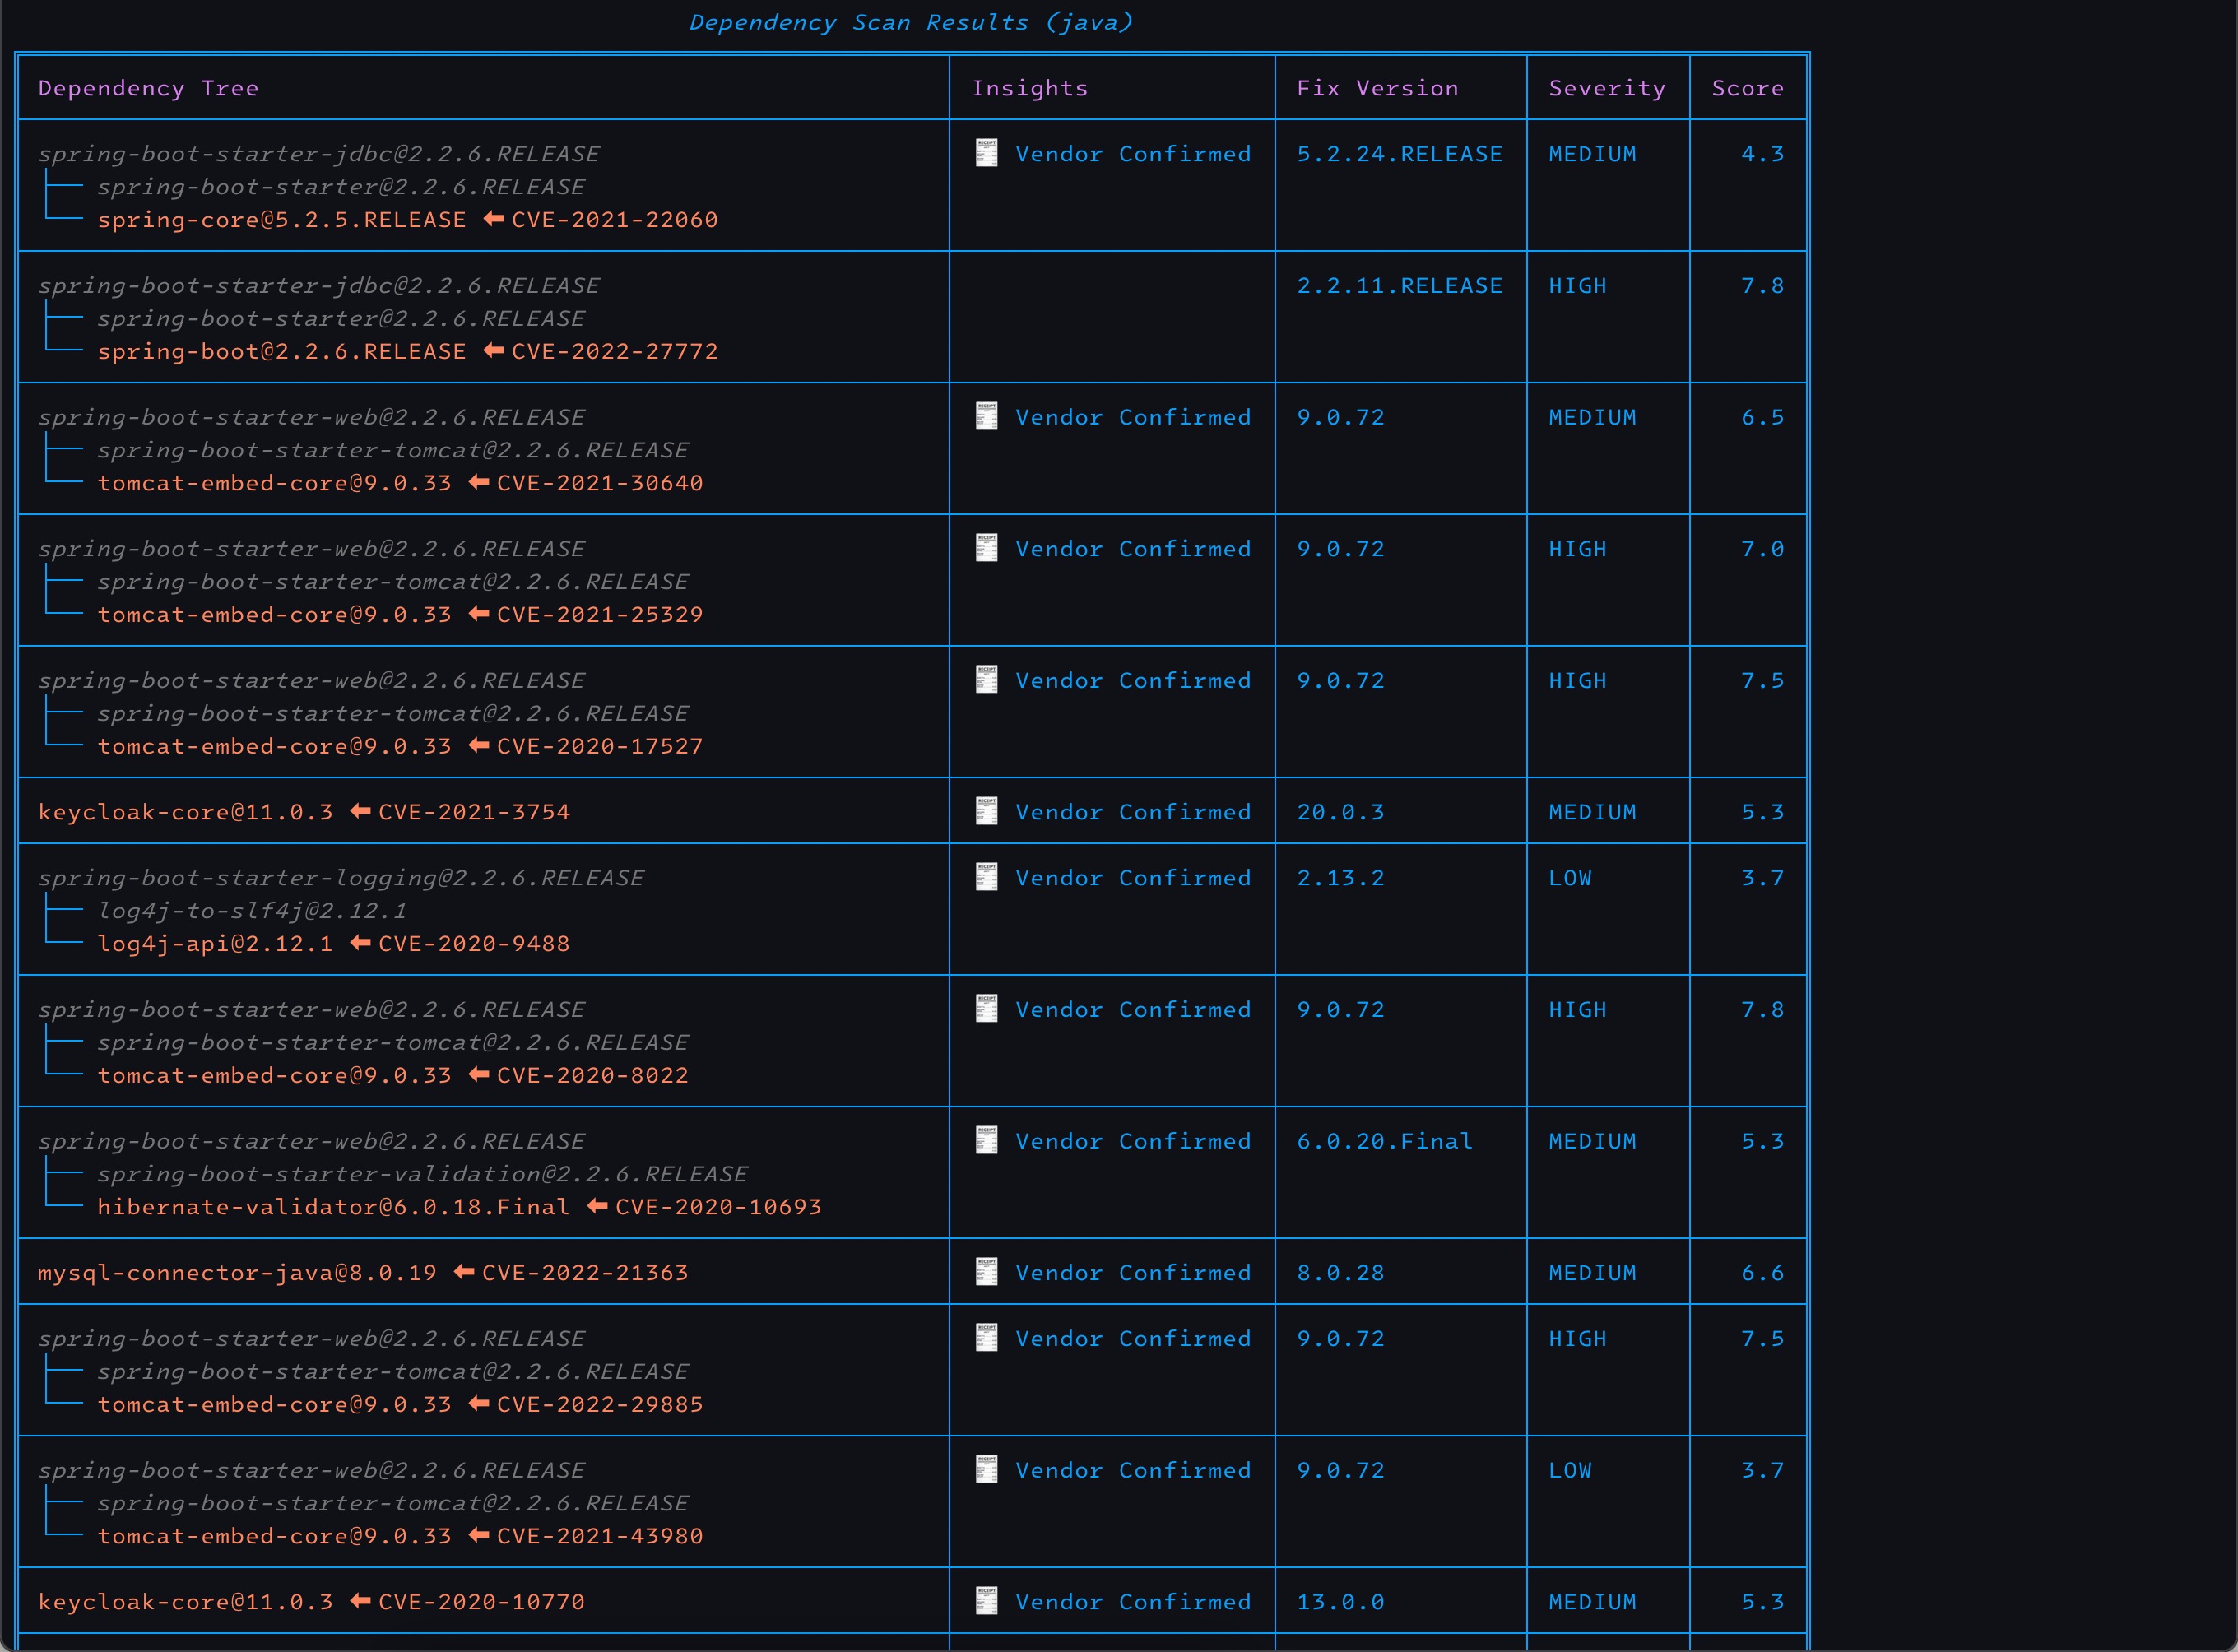 Dependency Scan Results (java)
Dependency Tree Insights Fix Version Severity Score
spring-boot-starter-jdbc@2.2.6.RELEASE Vendor Confirmed 5.2.24.RELEASE MEDIUM 4.3
spring-boot-starter@2.2.6.RELEASE
spring-core@5.2.5.RELEASE ⬅ CVE-2021-22060
spring-boot-starter-jdbc@2.2.6.RELEASE 2.2.11.RELEASE HIGH 7.8
spring-boot-starter@2.2.6.RELEASE
spring-boot@2.2.6.RELEASE ⬅ CVE-2022-27772
spring-boot-starter-web@2.2.6.RELEASE Vendor Confirmed 9.0.72 MEDIUM 6.5
spring-boot-starter-tomcat@2.2.6.RELEASE
tomcat-embed-core@9.0.33 ⬅ CVE-2021-30640
spring-boot-starter-web@2.2.6.RELEASE Vendor Confirmed 9.0.72 HIGH 7.0
spring-boot-starter-tomcat@2.2.6.RELEASE
tomcat-embed-core@9.0.33 ⬅ CVE-2021-25329
spring-boot-starter-web@2.2.6.RELEASE Vendor Confirmed 9.0.72 HIGH 7.5
spring-boot-starter-tomcat@2.2.6.RELEASE
tomcat-embed-core@9.0.33 ⬅ CVE-2020-17527
keycloak-core@11.0.3 ⬅ CVE-2021-3754 Vendor Confirmed 20.0.3 MEDIUM 5.3
spring-boot-starter-logging@2.2.6.RELEASE Vendor Confirmed 2.13.2 LOW 3.7
log4j-to-slf4j@2.12.1
log4j-api@2.12.1 ⬅ CVE-2020-9488
spring-boot-starter-web@2.2.6.RELEASE Vendor Confirmed 9.0.72 HIGH 7.8
spring-boot-starter-tomcat@2.2.6.RELEASE
tomcat-embed-core@9.0.33 ⬅ CVE-2020-8022
spring-boot-starter-web@2.2.6.RELEASE Vendor Confirmed 6.0.20.Final MEDIUM 5.3
spring-boot-starter-validation@2.2.6.RELEASE
hibernate-validator@6.0.18.Final ⬅ CVE-2020-10693
mysql-connector-java@8.0.19 ⬅ CVE-2022-21363 Vendor Confirmed 8.0.28 MEDIUM 6.6
spring-boot-starter-web@2.2.6.RELEASE Vendor Confirmed 9.0.72 HIGH 7.5
spring-boot-starter-tomcat@2.2.6.RELEASE
tomcat-embed-core@9.0.33 ⬅ CVE-2022-29885
spring-boot-starter-web@2.2.6.RELEASE Vendor Confirmed 9.0.72 LOW 3.7
spring-boot-starter-tomcat@2.2.6.RELEASE
tomcat-embed-core@9.0.33 ⬅ CVE-2021-43980
keycloak-core@11.0.3 ⬅ CVE-2020-10770 Vendor Confirmed 13.0.0 MEDIUM 5.3